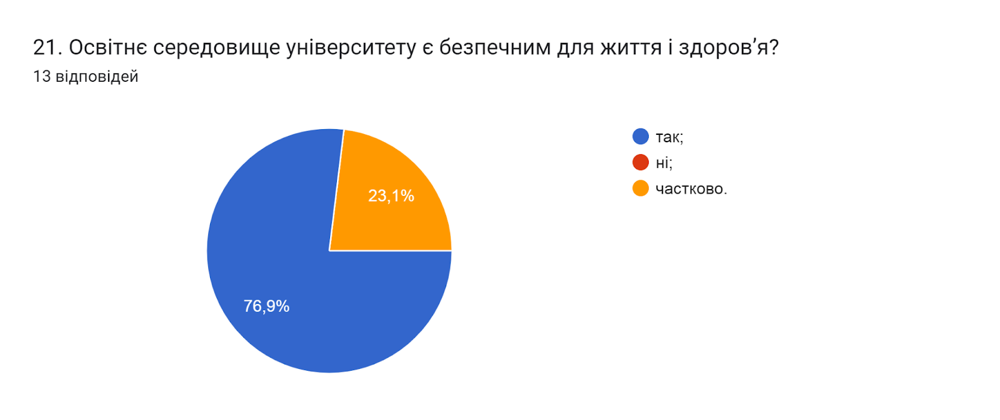 21. Освітнє середовище університету є безпечним для життя і здоров’я?
13 відповідей
так;
ні;
частково.
23,1%
76,9%